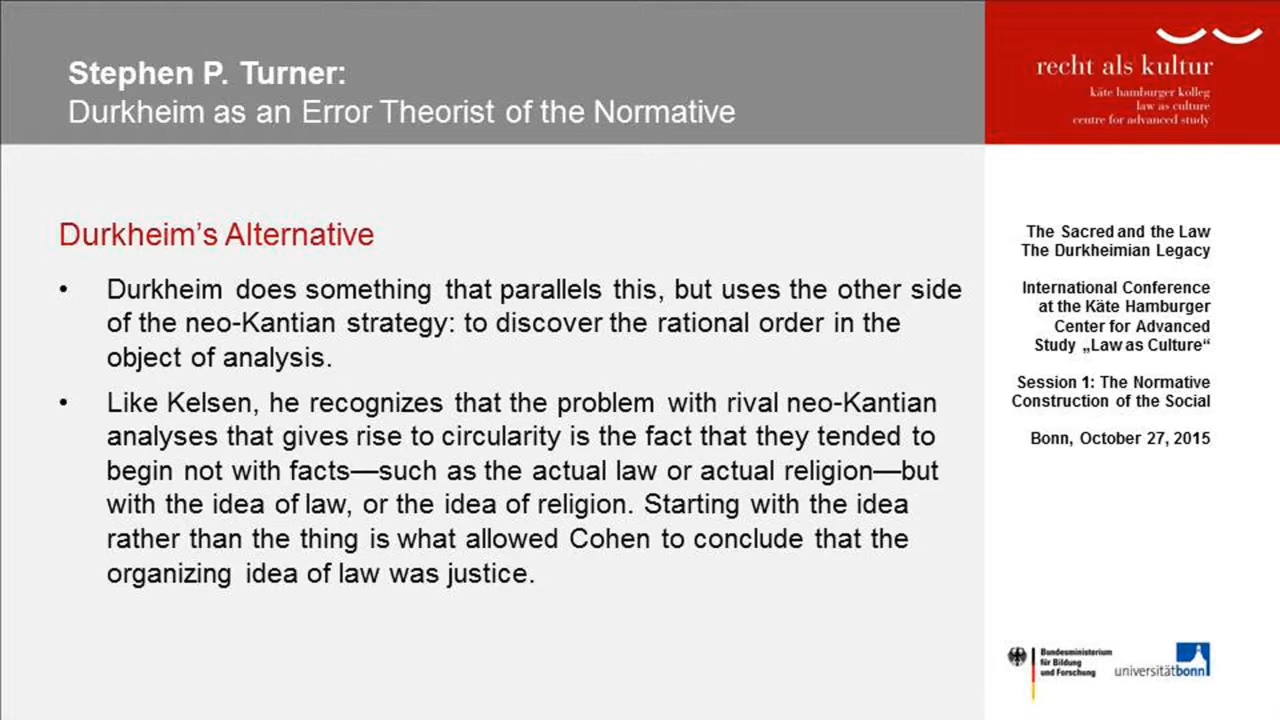 Stephen P. Turner:
Durkheim as an Error Theorist of the Normative
recht als kultur
käte hamburger kolleg
law as culture
centre for advanced study
Durkheim's Alternative
• Durkheim does something that parallels this, but uses the other side
of the neo-Kantian strategy: to discover the rational order in the
object of analysis.
• Like Kelsen, he recognizes that the problem with rival neo-Kantian
analyses that gives rise to circularity is the fact that they tended to
begin not with facts—such as the actual law or actual religion—but
with the idea of law, or the idea of religion. Starting with the idea
rather than the thing is what allowed Cohen to conclude that the
organizing idea of law was justice.
The Sacred and the Law
The Durkheimian Legacy
International Conference
at the Käte Hamburger
Center for Advanced
Study „Law as Culture“
Session 1: The Normative
Construction of the Social
Bonn, October 27, 2015
Bundesministerium
für Bildung
und Forschung
universitätbonn